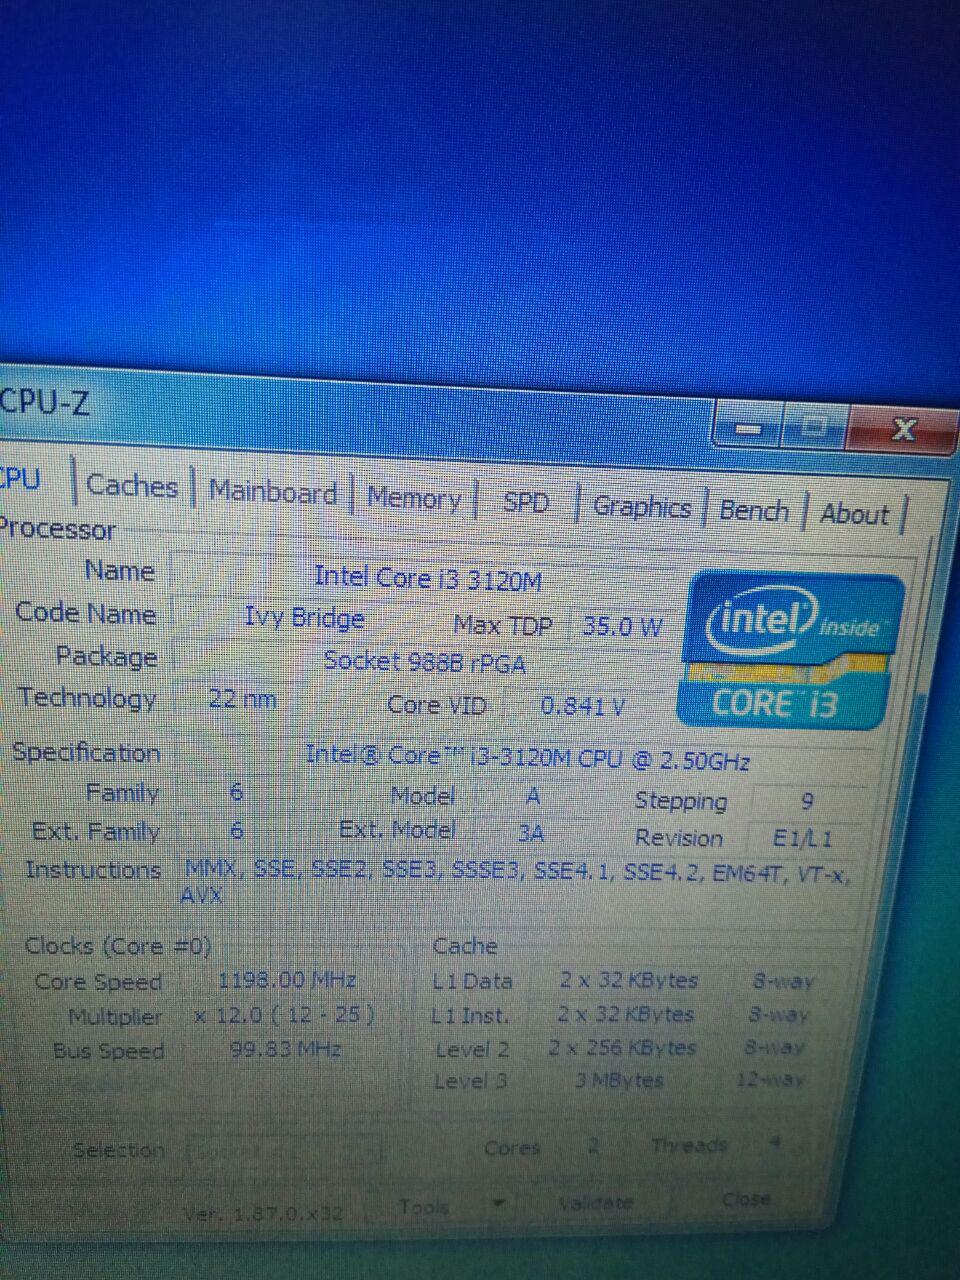 CPU-Z
CPU Caches Mainboard Memory SPD Graphics Bench About
Processor
Name Intel Core i3 3120M
Code Name Ivy Bridge Max TDP 35.0 W
Package Socket 988B rPGA
Technology 22 nm Core VID 0.841 V
intel inside™
CORE™ i3
Specification Intel® Core™ i3-3120M CPU @ 2.50GHz
Family 6 Model A Stepping 9
Ext. Family 6 Ext. Model 3A Revision E1/L1
Instructions MMX, SSE, SSE2, SSE3, SSSE3, SSE4.1, SSE4.2, EM64T, VT-x,
AVX
Clocks (Core #0)
Core Speed 1198.00 MHz
Multiplier x 12.0 ( 12 - 25 )
Bus Speed 99.83 MHz
Cache
L1 Data 2 x 32 KBytes 8-way
L1 Inst. 2 x 32 KBytes 8-way
Level 2 2 x 256 KBytes 8-way
Level 3 3 MBytes 12-way
Selection Cores 2 Threads 4
Ver. 1.87.0.x32 Tools Validate Close